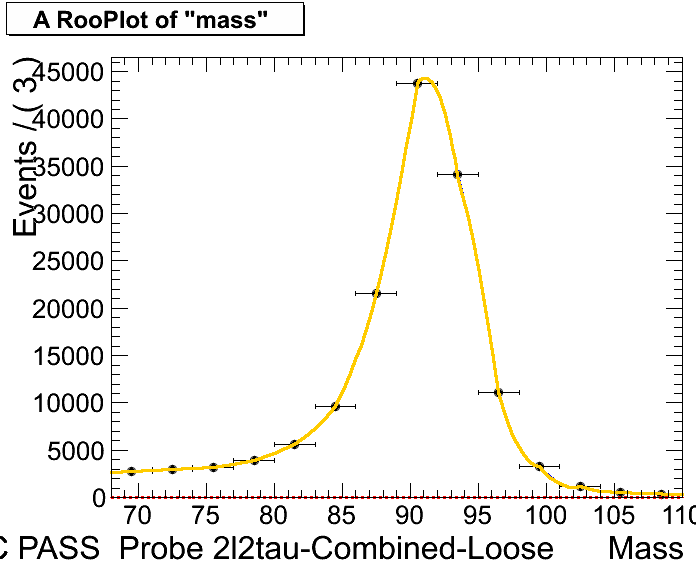 A RooPlot of "mass"
Events / ( 3 )
45000
40000
35000
30000
25000
20000
15000
10000
5000
0
70 75 80 85 90 95 100 105 110
C PASS Probe 2l2tau-Combined-Loose Mass